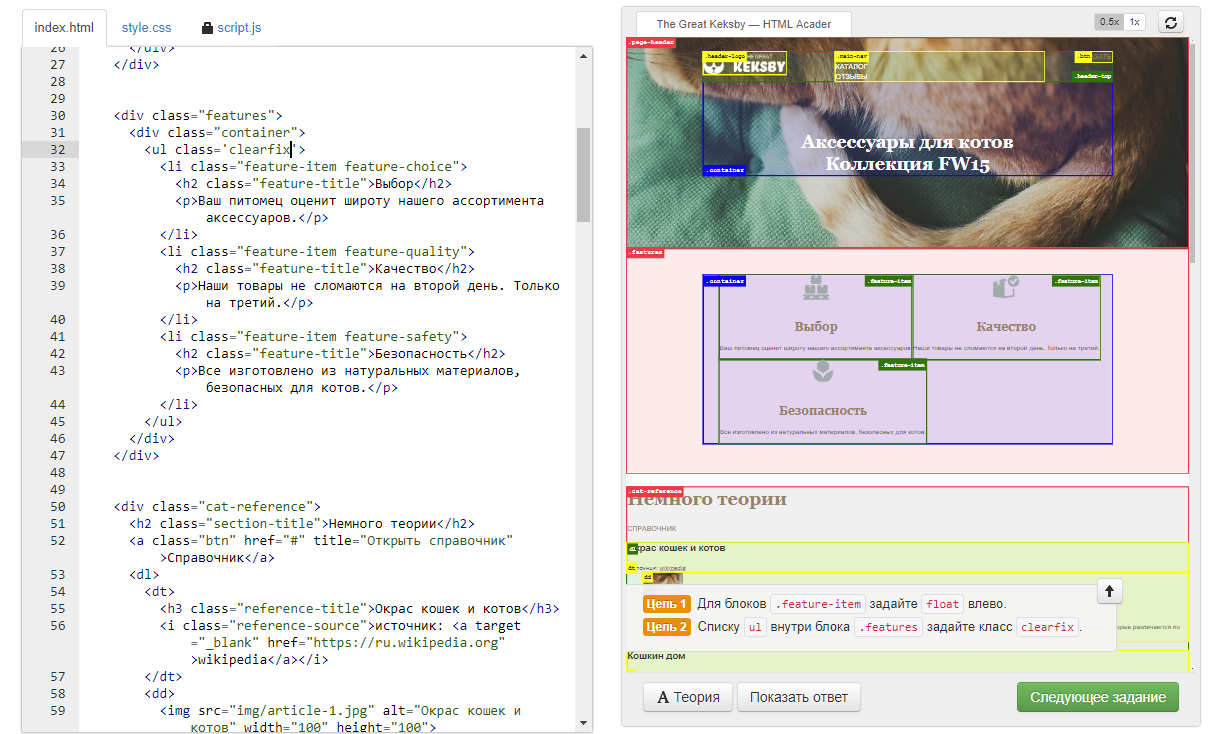 index.html
style.css
script.js
The Great Keksby — HTML Acader
0.5x
1x
26 </div>
27 </div>
28
29
30 <div class="features">
31 <div class="container">
32 <ul class='clearfix'>
33 <li class="feature-item feature-choice">
34 <h2 class="feature-title">Выбор</h2>
35 <p>Ваш питомец оценит широту нашего ассортимента
аксессуаров.</p>
36 </li>
37 <li class="feature-item feature-quality">
38 <h2 class="feature-title">Качество</h2>
39 <p>Наши товары не сломаются на второй день. Только
на третий.</p>
40 </li>
41 <li class="feature-item feature-safety">
42 <h2 class="feature-title">Безопасность</h2>
43 <p>Все изготовлено из натуральных материалов,
безопасных для котов.</p>
44 </li>
45 </ul>
46 </div>
47 </div>
48
49
50 <div class="cat-reference">
51 <h2 class="section-title">Немного теории</h2>
52 <a class="btn" href="#" title="Открыть справочник"
>Справочник</a>
53 <dl>
54 <dt>
55 <h3 class="reference-title">Окрас кошек и котов</h3>
56 <i class="reference-source">источник: <a target
="_blank" href="https://ru.wikipedia.org"
>wikipedia</a></i>
57 </dt>
58 <dd>
59 <img src="img/article-1.jpg" alt="Окрас кошек и
котов" width="100" height="100">
.page-header
.header-logo
KEKSBY
.main-nav
КАТАЛОГ
ОТЗЫВЫ
.btn
.header-top
Аксессуары для котов
Коллекция FW15
.container
.features
.container
.feature-item
.feature-item
Выбор
Качество
Ваш питомец оценит широту нашего ассортимента аксессуаров.
Наши товары не сломаются на второй день. Только на третий.
.feature-item
Безопасность
Все изготовлено из натуральных материалов, безопасных для котов.
.cat-reference
Немного теории
СПРАВОЧНИК
dl
окрас кошек и котов
dt
wikipedia
dd
Цель 1 Для блоков .feature-item задайте float влево.
Цель 2 Списку ul внутри блока .features задайте класс clearfix .
различаются по
Кошкин дом
A Теория
Показать ответ
Следующее задание